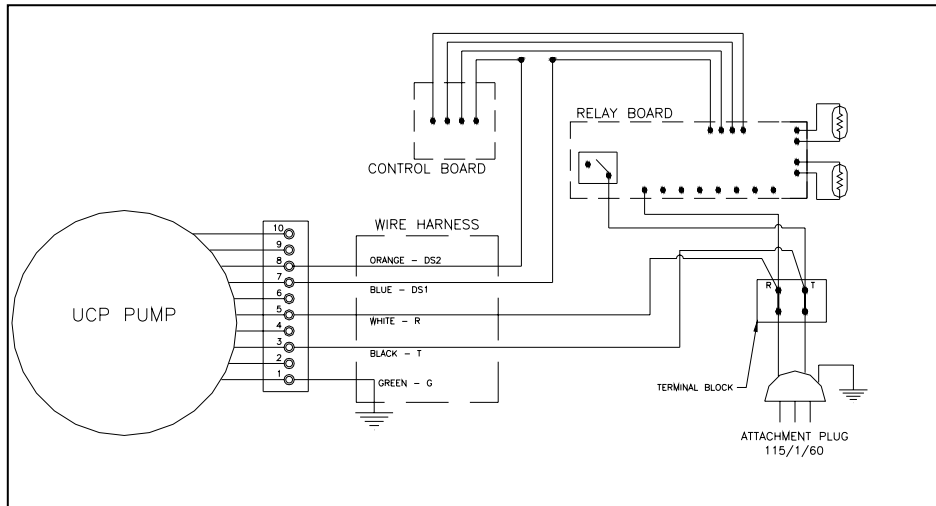 RELAY BOARD
CONTROL BOARD
WIRE HARNESS
10
9
8
7
6
5
4
3
2
1
ORANGE - DS2
BLUE - DS1
WHITE - R
BLACK - T
GREEN - G
UCP PUMP
R T
TERMINAL BLOCK
ATTACHMENT PLUG
115/1/60